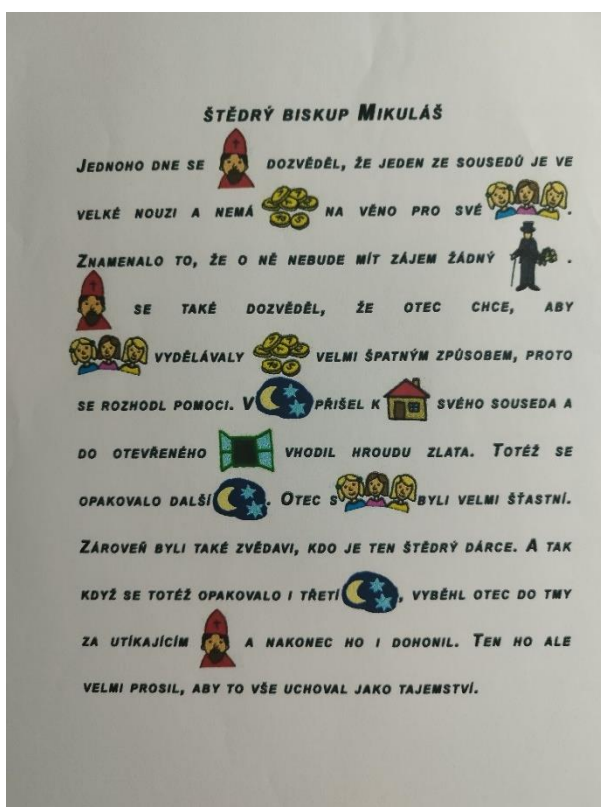 ŠTĚDRÝ BISKUP MIKULÁŠ
JEDNOHO DNE SE DOZVĚDĚL, ŽE JEDEN ZE SOUSEDŮ JE VE
VELKÉ NOUZI A NEMÁ NA VĚNO PRO SVÉ .
ZNAMENALO TO, ŽE O NĚ NEBUDE MÍT ZÁJEM ŽÁDNÝ .
SE TAKÉ DOZVĚDĚL, ŽE OTEC CHCE, ABY
VYDĚLÁVALY VELMI ŠPATNÝM ZPŮSOBEM, PROTO
SE ROZHODL POMOCI. V PŘIŠEL K SVÉHO SOUSEDA A
DO OTEVŘENÉHO VHODIL HROUDU ZLATA. TOTÉŽ SE
OPAKOVALO DALŠÍ . OTEC S BYLI VELMI ŠŤASTNÍ.
ZÁROVEŇ BYLI TAKÉ ZVĚDAVI, KDO JE TEN ŠTĚDRÝ DÁRCE. A TAK
KDYŽ SE TOTÉŽ OPAKOVALO I TŘETÍ , VYBĚHL OTEC DO TMY
ZA UTÍKAJÍCÍM A NAKONEC HO I DOHONIL. TEN HO ALE
VELMI PROSIL, ABY TO VŠE UCHOVAL JAKO TAJEMSTVÍ.